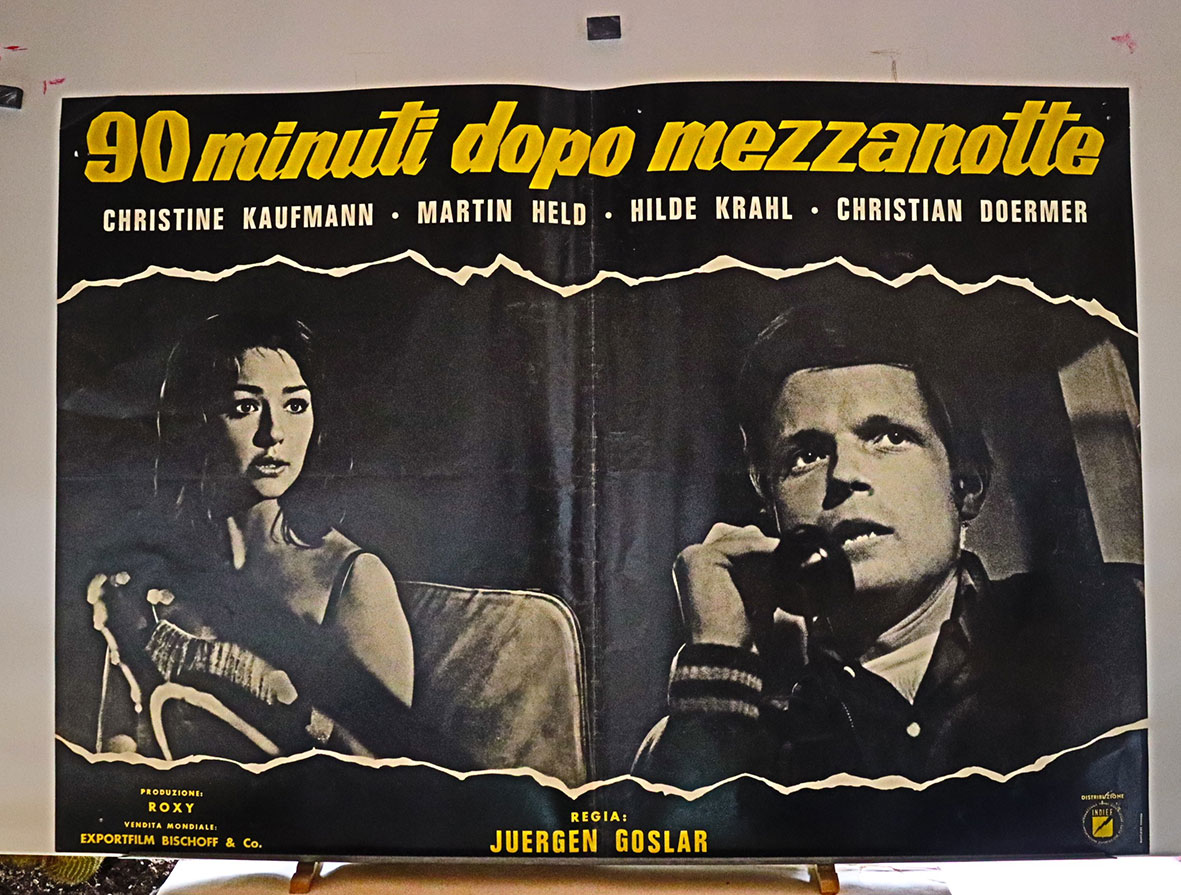 90 minuti dopo mezzanotte
CHRISTINE KAUFMANN • MARTIN HELD • HILDE KRAHL • CHRISTIAN DOERMER
PRODUZIONE:
ROXY
VENDITA MONDIALE:
EXPORTFILM BISCHOFF & Co.
REGIA:
JUERGEN GOSLAR
DISTRIBUZIONE
INDIEF